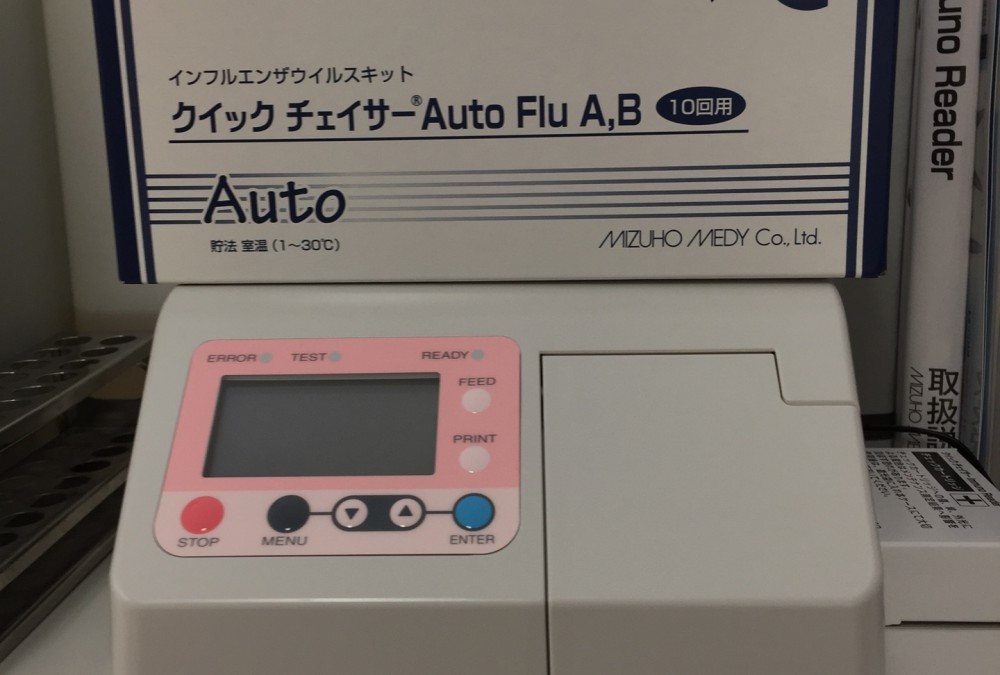 インフルエンザウイルスキット
クイック チェイサー®Auto Flu A,B 10回用
Auto
貯法 室温（1～30℃）
MIZUHO MEDY Co., Ltd.
ERROR TEST READY
FEED
PRINT
STOP MENU ▼ ▲ ENTER
uno Reader
MIZUHO
取扱説